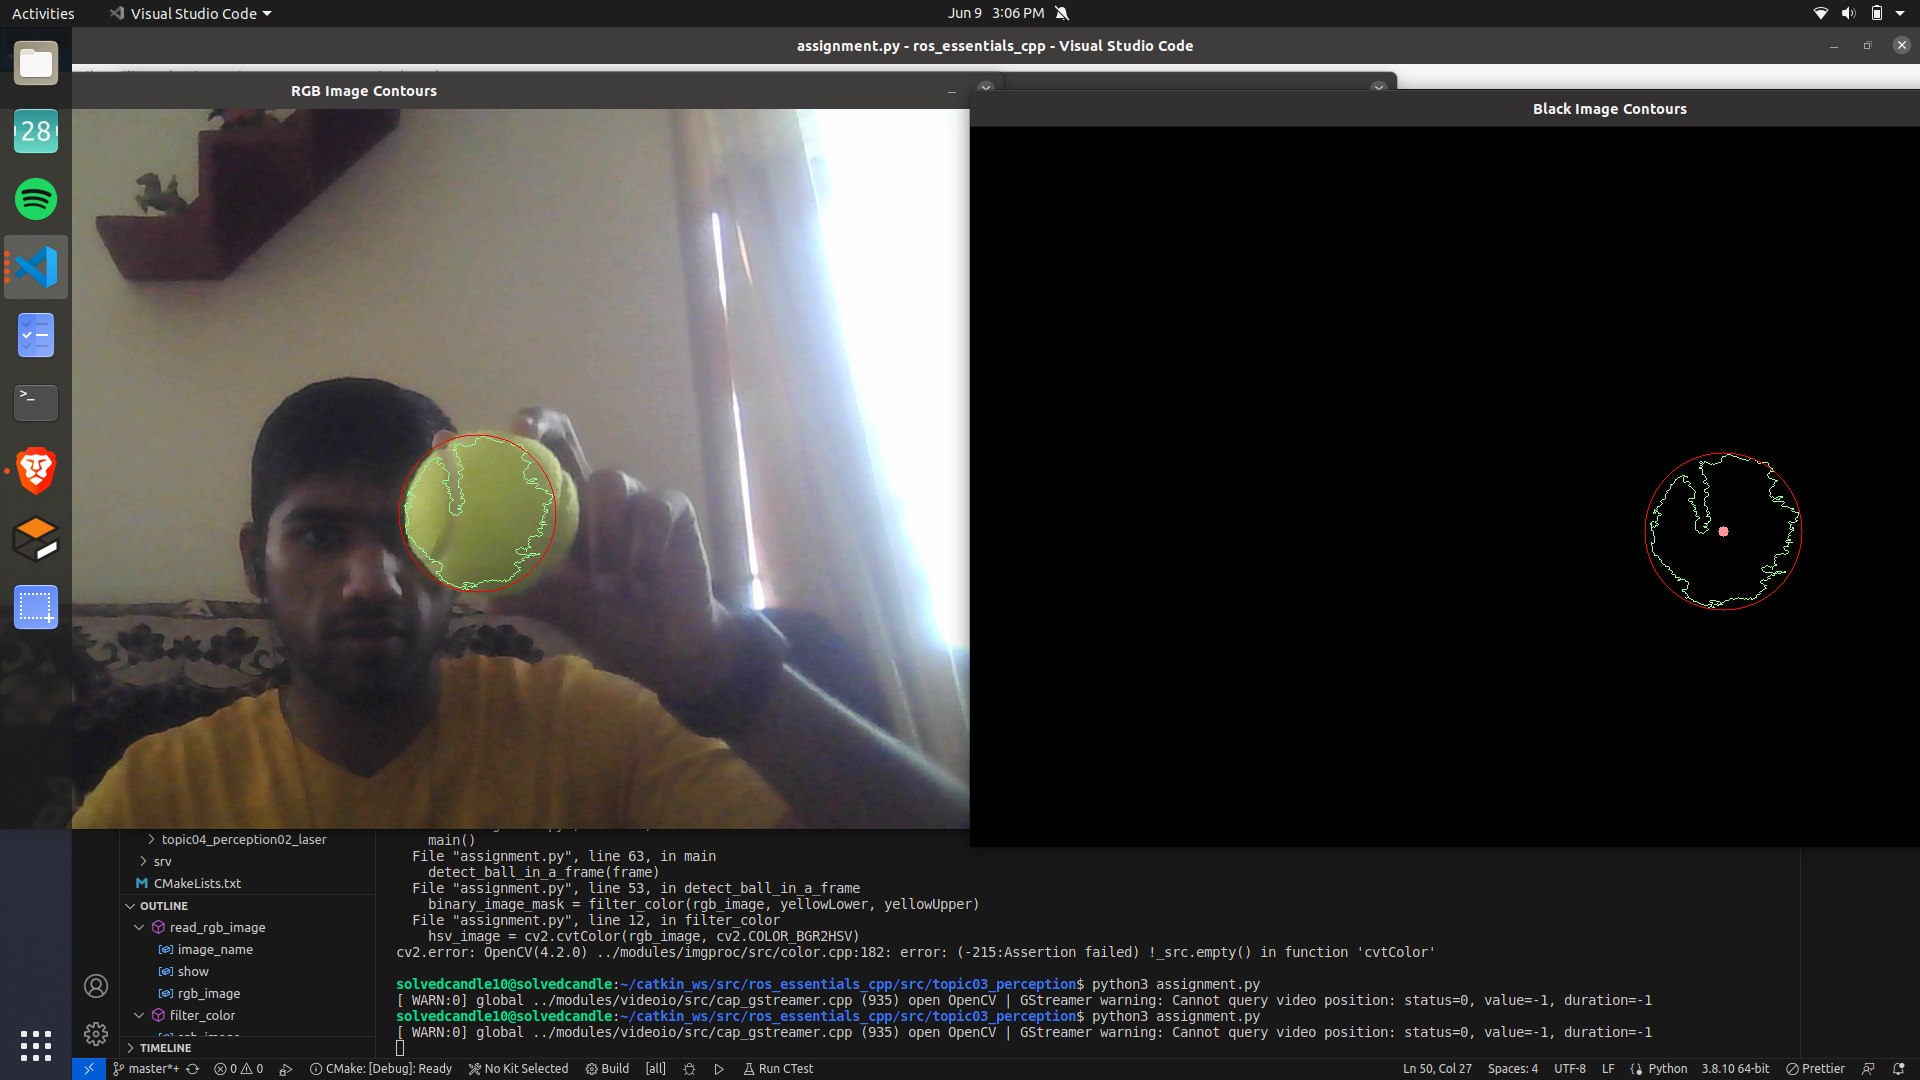 Activities
Visual Studio Code
Jun 9 3:06 PM
assignment.py - ros_essentials_cpp - Visual Studio Code
RGB Image Contours
Black Image Contours
28
>_
topic04_perception02_laser
srv
CMakeLists.txt
OUTLINE
read_rgb_image
image_name
show
rgb_image
filter_color
TIMELINE
main()
File "assignment.py", line 63, in main
detect_ball_in_a_frame(frame)
File "assignment.py", line 53, in detect_ball_in_a_frame
binary_image_mask = filter_color(rgb_image, yellowLower, yellowUpper)
File "assignment.py", line 12, in filter_color
hsv_image = cv2.cvtColor(rgb_image, cv2.COLOR_BGR2HSV)
cv2.error: OpenCV(4.2.0) ../modules/imgproc/src/color.cpp:182: error: (-215:Assertion failed) !_src.empty() in function 'cvtColor'
solvedcandle10@solvedcandle:~/catkin_ws/src/ros_essentials_cpp/src/topic03_perception$ python3 assignment.py
[ WARN:0] global ../modules/videoio/src/cap_gstreamer.cpp (935) open OpenCV | GStreamer warning: Cannot query video position: status=0, value=-1, duration=-1
solvedcandle10@solvedcandle:~/catkin_ws/src/ros_essentials_cpp/src/topic03_perception$ python3 assignment.py
[ WARN:0] global ../modules/videoio/src/cap_gstreamer.cpp (935) open OpenCV | GStreamer warning: Cannot query video position: status=0, value=-1, duration=-1
master*+ 0 0 CMake: [Debug]: Ready No Kit Selected Build [all] Run CTest Ln 50, Col 27 Spaces: 4 UTF-8 LF Python 3.8.10 64-bit Prettier